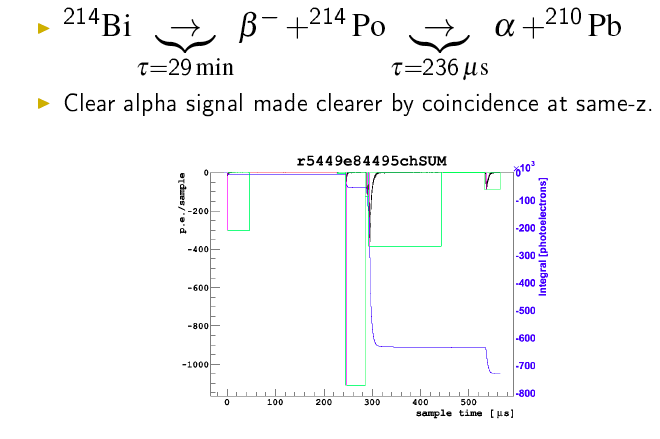 ▶ ²¹⁴Bi → β⁻ +²¹⁴Po → α+²¹⁰Pb
τ=29 min τ=236 μs
▶ Clear alpha signal made clearer by coincidence at same-z.
r5449e84495chSUM
p.e./sample
0
-200
-400
-600
-800
-1000
×10³
0
-100
-200
-300
-400
-500
-600
-700
-800
Integral [photoelectrons]
0 100 200 300 400 500
sample time [μs]